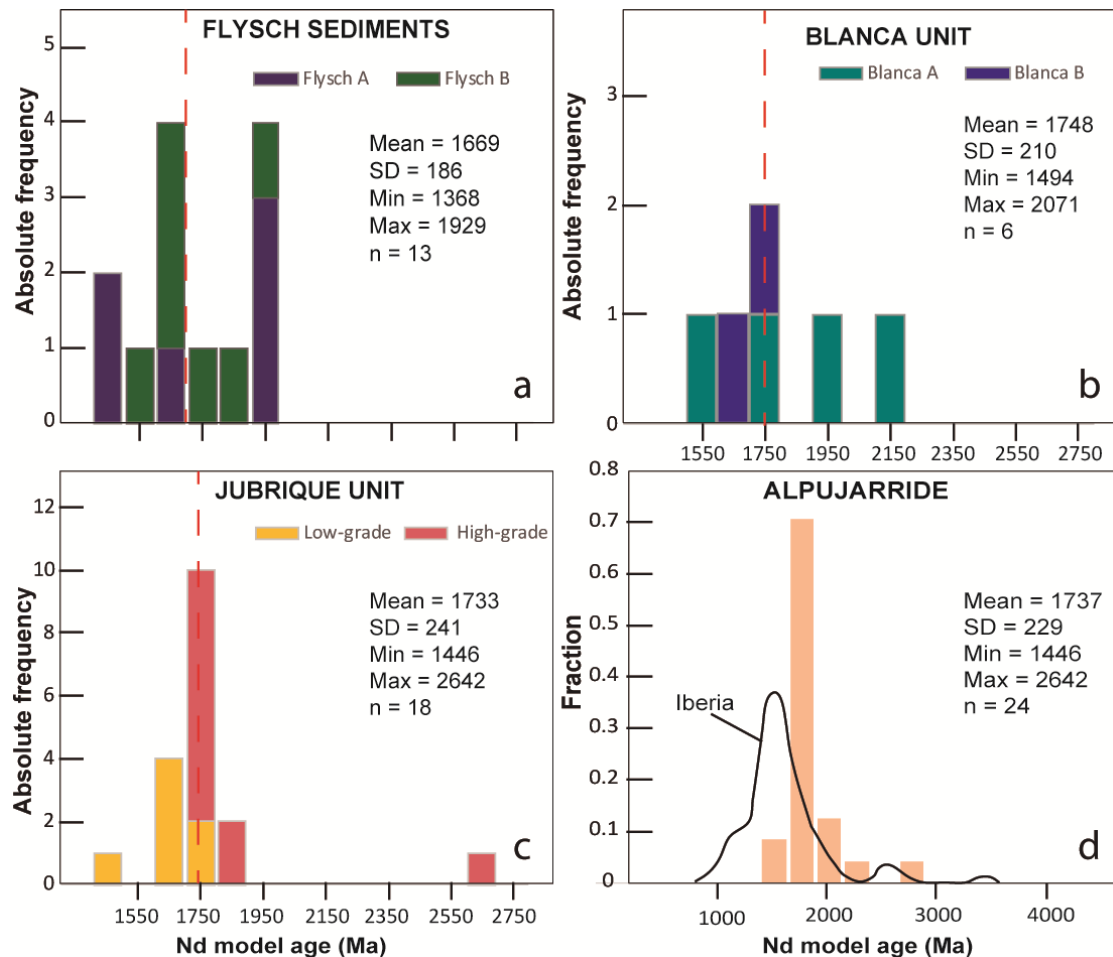 FLYSCH SEDIMENTS
Flysch A Flysch B
Mean = 1669
SD = 186
Min = 1368
Max = 1929
n = 13
Absolute frequency
5
4
3
2
1
0
a
BLANCA UNIT
Blanca A Blanca B
Mean = 1748
SD = 210
Min = 1494
Max = 2071
n = 6
Absolute frequency
3
2
1
0
b
1550 1750 1950 2150 2350 2550 2750
JUBRIQUE UNIT
Low-grade High-grade
Mean = 1733
SD = 241
Min = 1446
Max = 2642
n = 18
Absolute frequency
12
10
8
6
4
2
0
c
1550 1750 1950 2150 2350 2550 2750
Nd model age (Ma)
ALPUJARRIDE
Mean = 1737
SD = 229
Min = 1446
Max = 2642
n = 24
Iberia
Fraction
0.8
0.7
0.6
0.5
0.4
0.3
0.2
0.1
0
d
1000 2000 3000 4000
Nd model age (Ma)